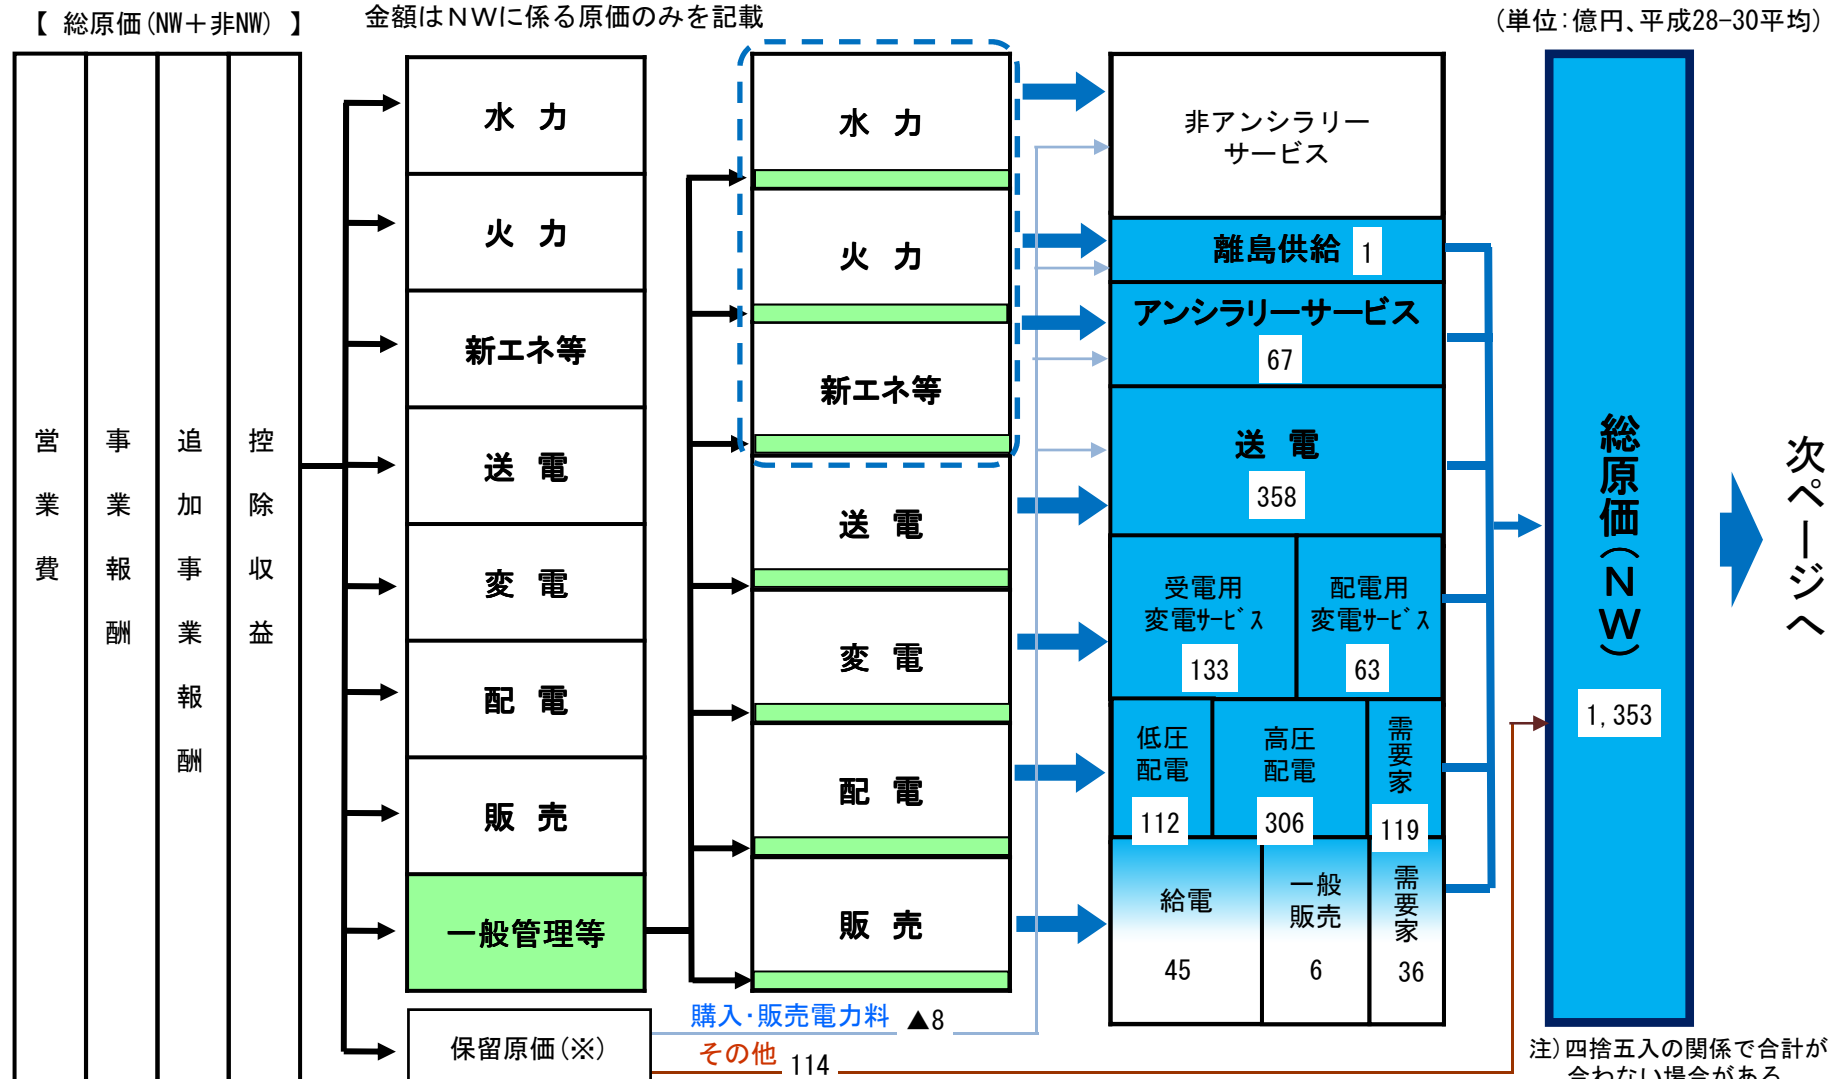 【 総原価(NW＋非NW) 】
金額はＮＷに係る原価のみを記載
(単位:億円、平成28-30平均)
営業費
事業報酬
追加事業報酬
控除収益
水 力
火 力
新エネ等
送 電
変 電
配 電
販 売
一般管理等
保留原価(※)
水 力
火 力
新エネ等
送 電
変 電
配 電
販 売
購入・販売電力料 ▲8
その他 114
非アンシラリー
サービス
離島供給 1
アンシラリーサービス
67
送 電
358
受電用
変電ｻｰﾋﾞｽ
133
配電用
変電ｻｰﾋﾞｽ
63
低圧
配電
112
高圧
配電
306
需要家
119
給電
45
一般
販売
6
需要家
36
総原価(ＮＷ)
1,353
次ページへ
注)四捨五入の関係で合計が
合わない場合がある